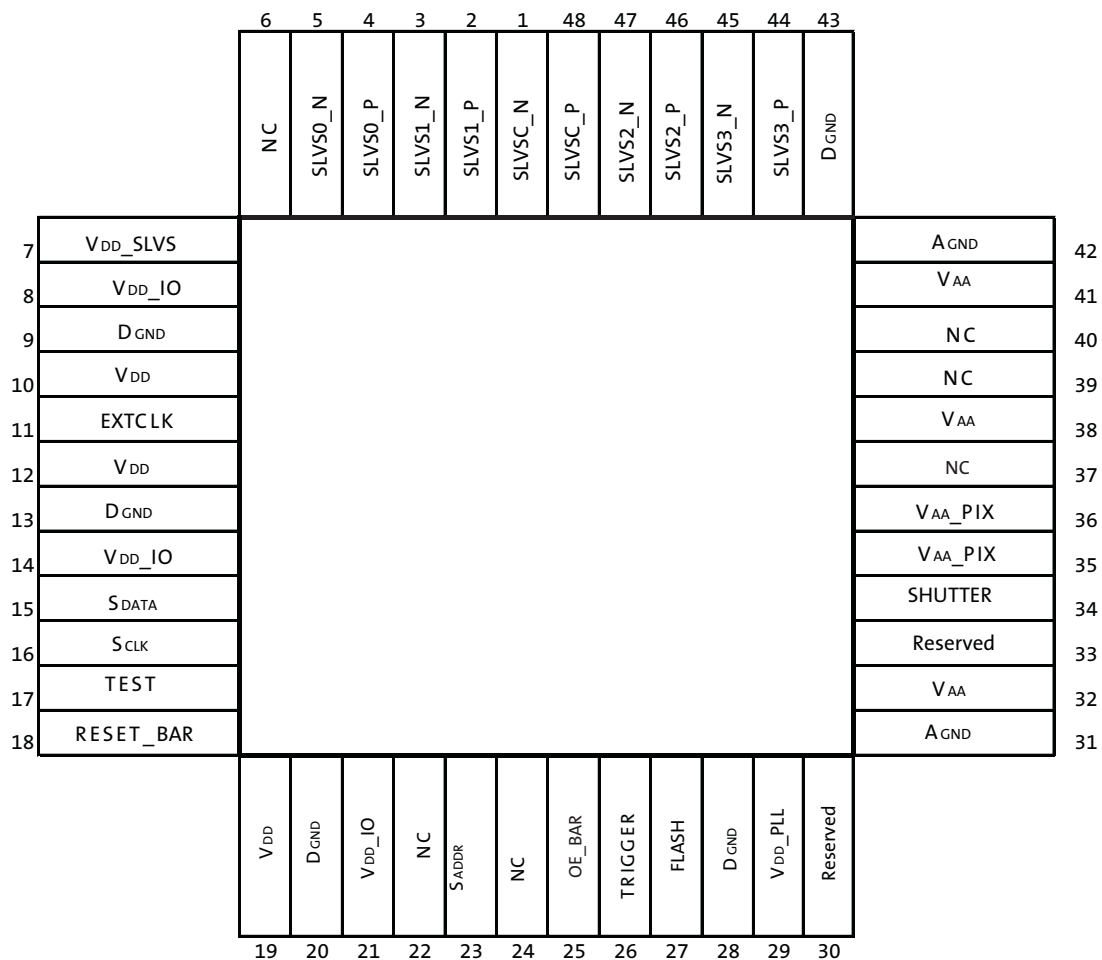 6 5 4 3 2 1 48 47 46 45 44 43
NC
SLVS0_N
SLVS0_P
SLVS1_N
SLVS1_P
SLVSC_N
SLVSC_P
SLVS2_N
SLVS2_P
SLVS3_N
SLVS3_P
DGND
7 VDD_SLVS
8 VDD_IO
9 DGND
10 VDD
11 EXTCLK
12 VDD
13 DGND
14 VDD_IO
15 SDATA
16 SCLK
17 TEST
18 RESET_BAR
AGND 42
VAA 41
NC 40
NC 39
VAA 38
NC 37
VAA_PIX 36
VAA_PIX 35
SHUTTER 34
Reserved 33
VAA 32
AGND 31
VDD
DGND
VDD_IO
NC
SADDR
NC
OE_BAR
TRIGGER
FLASH
DGND
VDD_PLL
Reserved
19 20 21 22 23 24 25 26 27 28 29 30